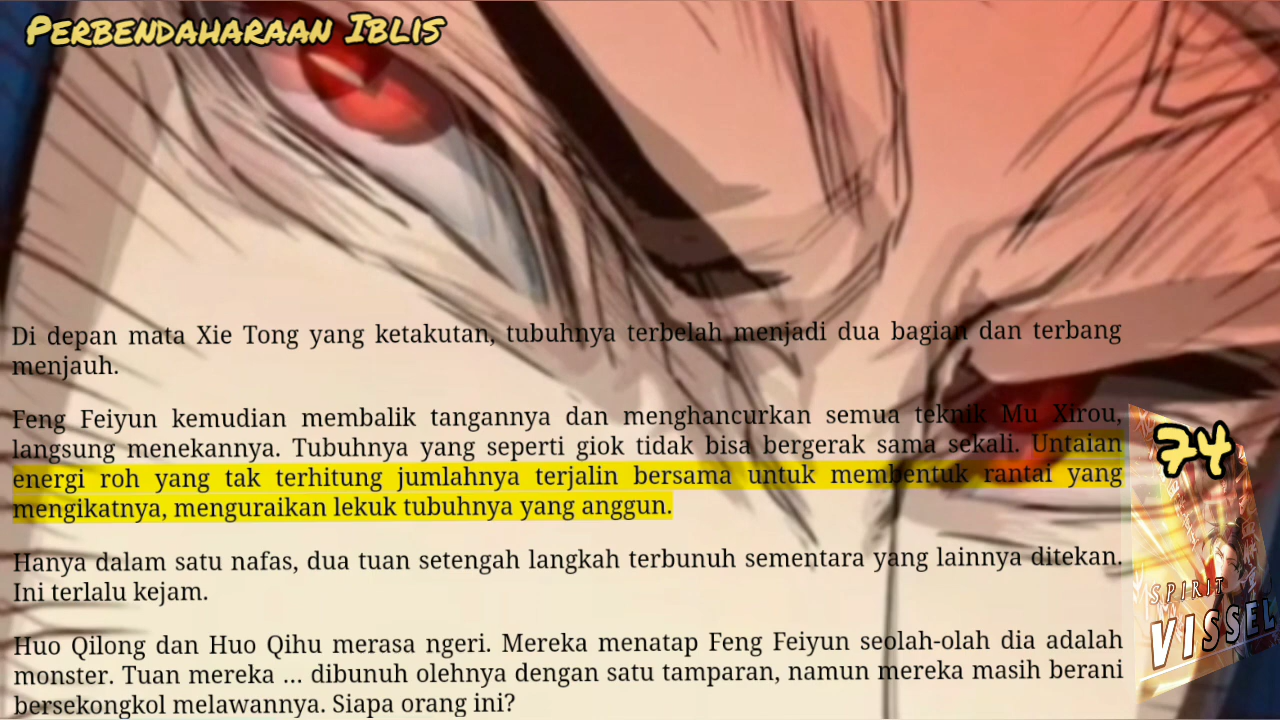 PERBENDAHARAAN IBLIS
Di depan mata Xie Tong yang ketakutan, tubuhnya terbelah menjadi dua bagian dan terbang
menjauh.
Feng Feiyun kemudian membalik tangannya dan menghancurkan semua teknik Mu Xirou,
langsung menekannya. Tubuhnya yang seperti giok tidak bisa bergerak sama sekali. Untaian
energi roh yang tak terhitung jumlahnya terjalin bersama untuk membentuk rantai yang
mengikatnya, menguraikan lekuk tubuhnya yang anggun.
74
Hanya dalam satu nafas, dua tuan setengah langkah terbunuh sementara yang lainnya ditekan.
Ini terlalu kejam.
SPIRIT
VISSEL
Huo Qilong dan Huo Qihu merasa ngeri. Mereka menatap Feng Feiyun seolah-olah dia adalah
monster. Tuan mereka ... dibunuh olehnya dengan satu tamparan, namun mereka masih berani
bersekongkol melawannya. Siapa orang ini?